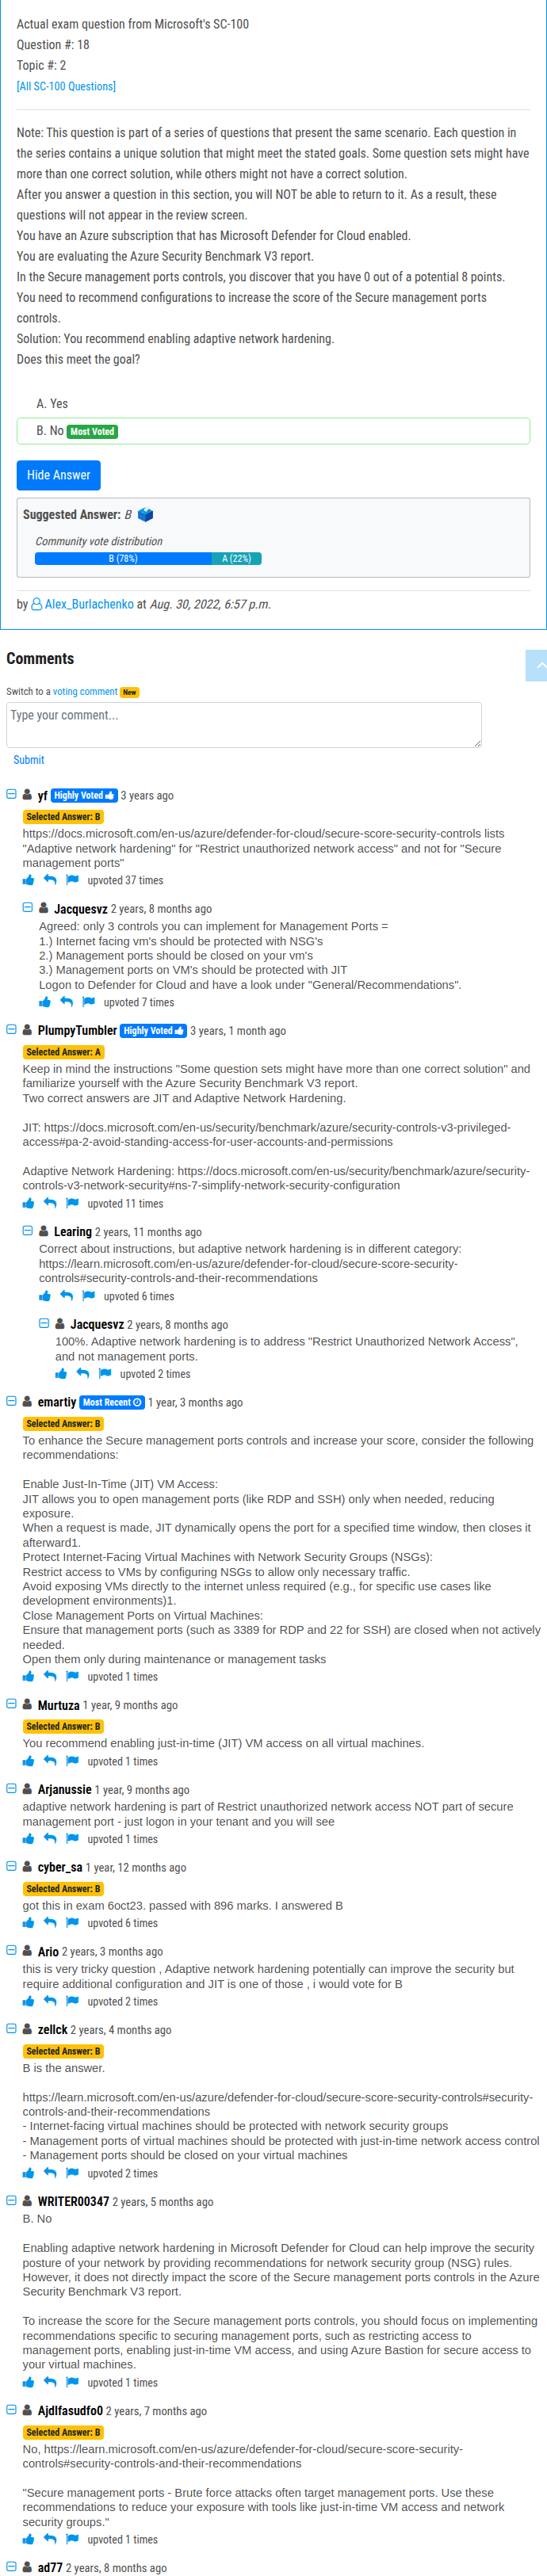 Actual exam question from Microsoft's SC-100
Question #: 18
Topic #: 2
[All SC-100 Questions]
Note: This question is part of a series of questions that present the same scenario. Each question in
the series contains a unique solution that might meet the stated goals. Some question sets might have
more than one correct solution, while others might not have a correct solution.
After you answer a question in this section, you will NOT be able to return to it. As a result, these
questions will not appear in the review screen.
You have an Azure subscription that has Microsoft Defender for Cloud enabled.
You are evaluating the Azure Security Benchmark V3 report.
In the Secure management ports controls, you discover that you have 0 out of a potential 8 points.
You need to recommend configurations to increase the score of the Secure management ports
controls.
Solution: You recommend enabling adaptive network hardening.
Does this meet the goal?
A. Yes
B. No Most Voted
Hide Answer
Suggested Answer: B
Community vote distribution
B (78%) A (22%)
by Alex_Burlachenko at Aug. 30, 2022, 6:57 p.m.
Comments
Switch to a voting comment New
Type your comment...
Submit
yf Highly Voted 3 years ago
Selected Answer: B
https://docs.microsoft.com/en-us/azure/defender-for-cloud/secure-score-security-controls lists
"Adaptive network hardening" for "Restrict unauthorized network access" and not for "Secure
management ports"
upvoted 37 times
Jacquesvz 2 years, 8 months ago
Agreed: only 3 controls you can implement for Management Ports =
1.) Internet facing vm's should be protected with NSG's
2.) Management ports should be closed on your vm's
3.) Management ports on VM's should be protected with JIT
Logon to Defender for Cloud and have a look under "General/Recommendations".
upvoted 7 times
PlumpyTumbler Highly Voted 3 years, 1 month ago
Selected Answer: A
Keep in mind the instructions "Some question sets might have more than one correct solution" and
familiarize yourself with the Azure Security Benchmark V3 report.
Two correct answers are JIT and Adaptive Network Hardening.
JIT: https://docs.microsoft.com/en-us/security/benchmark/azure/security-controls-v3-privileged-
access#pa-2-avoid-standing-access-for-user-accounts-and-permissions
Adaptive Network Hardening: https://docs.microsoft.com/en-us/security/benchmark/azure/security-
controls-v3-network-security#ns-7-simplify-network-security-configuration
upvoted 11 times
Learing 2 years, 11 months ago
Correct about instructions, but adaptive network hardening is in different category:
https://learn.microsoft.com/en-us/azure/defender-for-cloud/secure-score-security-
controls#security-controls-and-their-recommendations
upvoted 6 times
Jacquesvz 2 years, 8 months ago
100%. Adaptive network hardening is to address "Restrict Unauthorized Network Access",
and not management ports.
upvoted 2 times
emartiy Most Recent 1 year, 3 months ago
Selected Answer: B
To enhance the Secure management ports controls and increase your score, consider the following
recommendations:
Enable Just-In-Time (JIT) VM Access:
JIT allows you to open management ports (like RDP and SSH) only when needed, reducing
exposure.
When a request is made, JIT dynamically opens the port for a specified time window, then closes it
afterward1.
Protect Internet-Facing Virtual Machines with Network Security Groups (NSGs):
Restrict access to VMs by configuring NSGs to allow only necessary traffic.
Avoid exposing VMs directly to the internet unless required (e.g., for specific use cases like
development environments)1.
Close Management Ports on Virtual Machines:
Ensure that management ports (such as 3389 for RDP and 22 for SSH) are closed when not actively
needed.
Open them only during maintenance or management tasks
upvoted 1 times
Murtuza 1 year, 9 months ago
Selected Answer: B
You recommend enabling just-in-time (JIT) VM access on all virtual machines.
upvoted 1 times
Arjanussie 1 year, 9 months ago
adaptive network hardening is part of Restrict unauthorized network access NOT part of secure
management port - just logon in your tenant and you will see
upvoted 1 times
cyber_sa 1 year, 12 months ago
Selected Answer: B
got this in exam 6oct23. passed with 896 marks. I answered B
upvoted 6 times
Ario 2 years, 3 months ago
this is very tricky question , Adaptive network hardening potentially can improve the security but
require additional configuration and JIT is one of those , i would vote for B
upvoted 2 times
zellck 2 years, 4 months ago
Selected Answer: B
B is the answer.
https://learn.microsoft.com/en-us/azure/defender-for-cloud/secure-score-security-controls#security-
controls-and-their-recommendations
- Internet-facing virtual machines should be protected with network security groups
- Management ports of virtual machines should be protected with just-in-time network access control
- Management ports should be closed on your virtual machines
upvoted 2 times
WRITER00347 2 years, 5 months ago
B. No
Enabling adaptive network hardening in Microsoft Defender for Cloud can help improve the security
posture of your network by providing recommendations for network security group (NSG) rules.
However, it does not directly impact the score of the Secure management ports controls in the Azure
Security Benchmark V3 report.
To increase the score for the Secure management ports controls, you should focus on implementing
recommendations specific to securing management ports, such as restricting access to
management ports, enabling just-in-time VM access, and using Azure Bastion for secure access to
your virtual machines.
upvoted 1 times
Ajdlfasudfo0 2 years, 7 months ago
Selected Answer: B
No, https://learn.microsoft.com/en-us/azure/defender-for-cloud/secure-score-security-
controls#security-controls-and-their-recommendations
"Secure management ports - Brute force attacks often target management ports. Use these
recommendations to reduce your exposure with tools like just-in-time VM access and network
security groups."
upvoted 1 times
ad77 2 years, 8 months ago